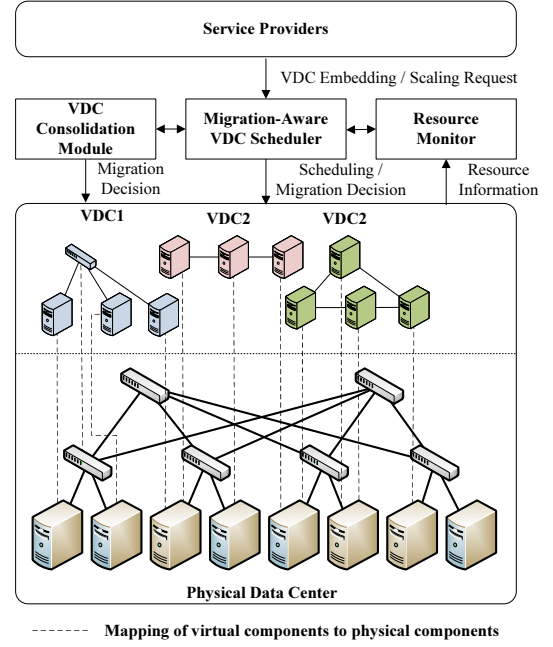 Service Providers
VDC Embedding / Scaling Request
VDC
Consolidation
Module
Migration-Aware
VDC Scheduler
Resource
Monitor
Migration
Decision
Scheduling /
Migration Decision
Resource
Information
VDC1
VDC2
VDC2
Physical Data Center
Mapping of virtual components to physical components